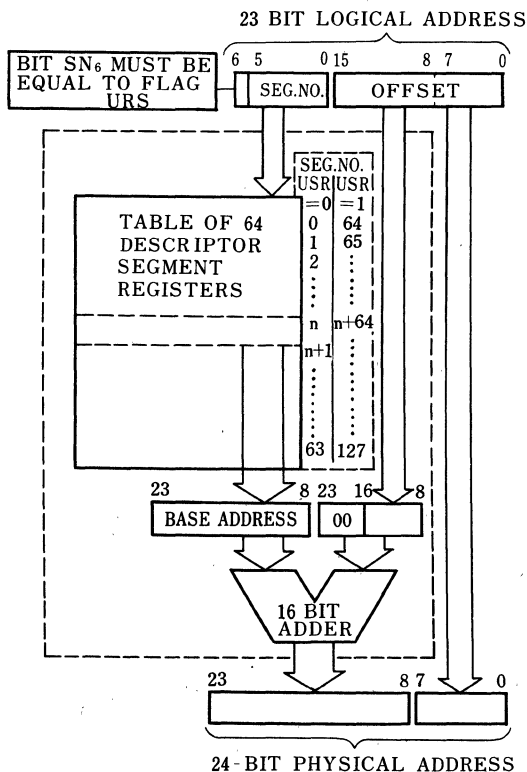 23 BIT LOGICAL ADDRESS
BIT SN6 MUST BE
EQUAL TO FLAG
URS
6 5 0 15 8 7 0
SEG.NO. OFFSET
SEG.NO.
USR USR
=0 =1
TABLE OF 64
DESCRIPTOR
SEGMENT
REGISTERS
0 64
1 65
2
n n+64
n+1
63 127
23 8 23 16 8
BASE ADDRESS 00
16 BIT
ADDER
23 8 7 0
24-BIT PHYSICAL ADDRESS